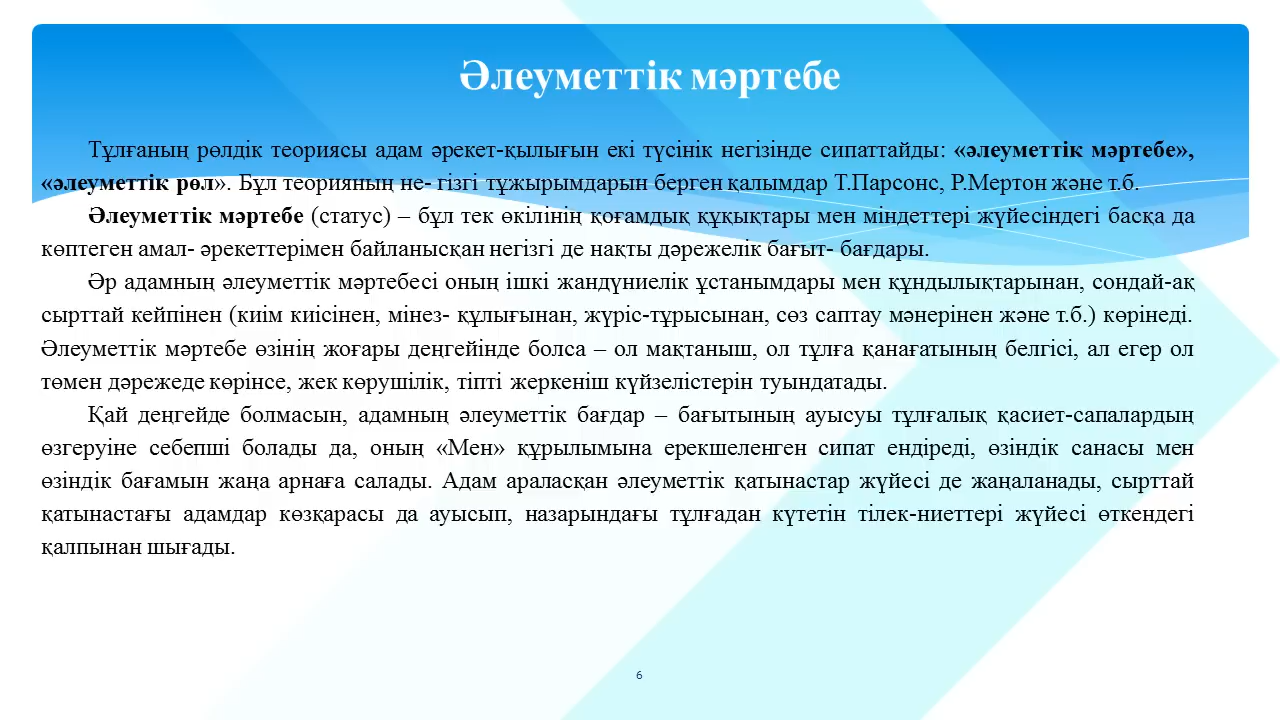 Әлеуметтік мәртебе
Тұлғаның рөлдік теориясы адам әрекет-қылығын екі түсінік негізінде сипаттайды: «әлеуметтік мәртебе»,
«әлеуметтік рөл». Бұл теорияның не- гізгі тұжырымдарын берген қалымдар Т.Парсонс, Р.Мертон және т.б.
Әлеуметтік мәртебе (статус) – бұл тек өкілінің қоғамдық құқықтары мен міндеттері жүйесіндегі басқа да
көптеген амал- әрекеттерімен байланысқан негізгі де нақты дәрежелік бағыт- бағдары.
Әр адамның әлеуметтік мәртебесі оның ішкі жандүниелік ұстанымдары мен құндылықтарынан, сондай-ақ
сырттай кейпінен (киім киісінен, мінез- құлығынан, жүріс-тұрысынан, сөз саптау мәнерінен және т.б.) көрінеді.
Әлеуметтік мәртебе өзінің жоғары деңгейінде болса – ол мақтаныш, ол тұлға қанағатының белгісі, ал егер ол
төмен дәрежеде көрінсе, жек көрушілік, тіпті жеркеніш күйзелістерін туындатады.
Қай деңгейде болмасын, адамның әлеуметтік бағдар – бағытының ауысуы тұлғалық қасиет-сапалардың
өзгеруіне себепші болады да, оның «Мен» құрылымына ерекшеленген сипат ендіреді, өзіндік санасы мен
өзіндік бағамын жаңа арнаға салады. Адам араласқан әлеуметтік қатынастар жүйесі де жаңаланады, сырттай
қатынастағы адамдар көзқарасы да ауысып, назарындағы тұлғадан күтетін тілек-ниеттері жүйесі өткендегі
қалпынан шығады.
6